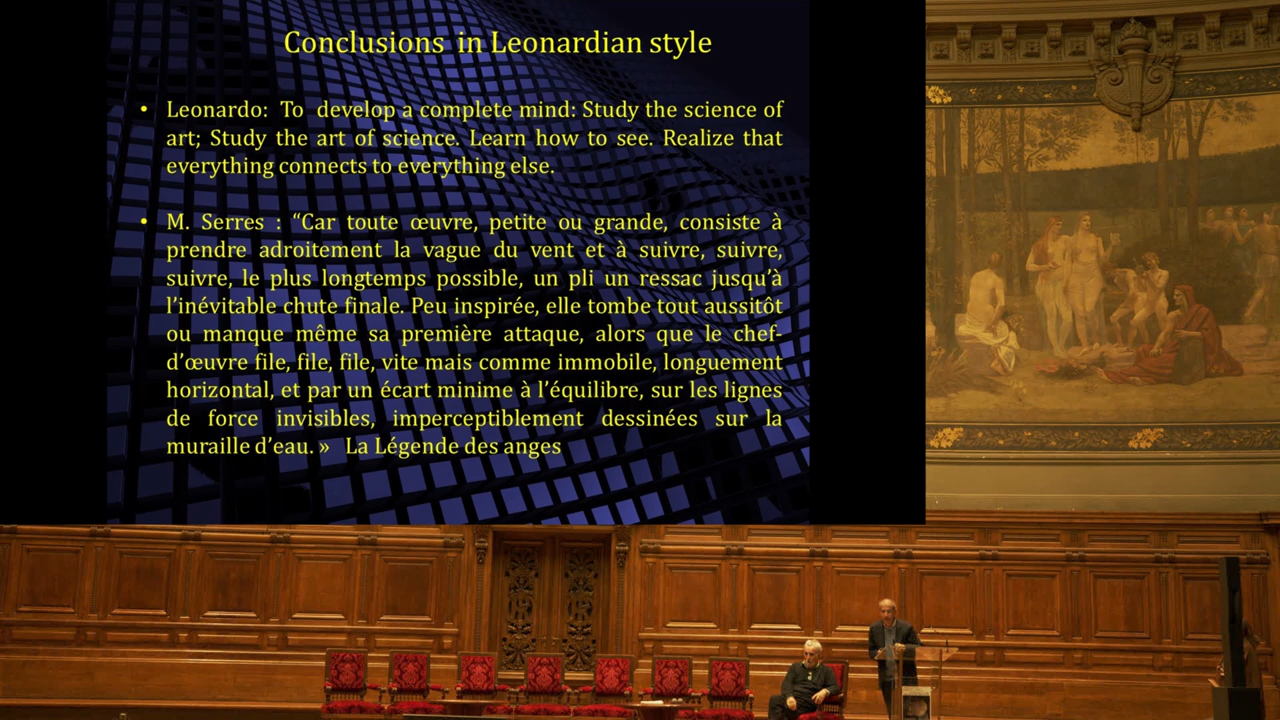 Conclusions in Leonardian style
• Leonardo: To develop a complete mind: Study the science of
art; Study the art of science. Learn how to see. Realize that
everything connects to everything else.
• M. Serres : “Car toute œuvre, petite ou grande, consiste à
prendre adroitement la vague du vent et à suivre, suivre,
suivre, le plus longtemps possible, un pli un ressac jusqu’à
l’inévitable chute finale. Peu inspirée, elle tombe tout aussitôt
ou manque même sa première attaque, alors que le chef-
d’œuvre file, file, file, vite mais comme immobile, longuement
horizontal, et par un écart minime à l’équilibre, sur les lignes
de force invisibles, imperceptiblement dessinées sur la
muraille d’eau. » La Légende des anges